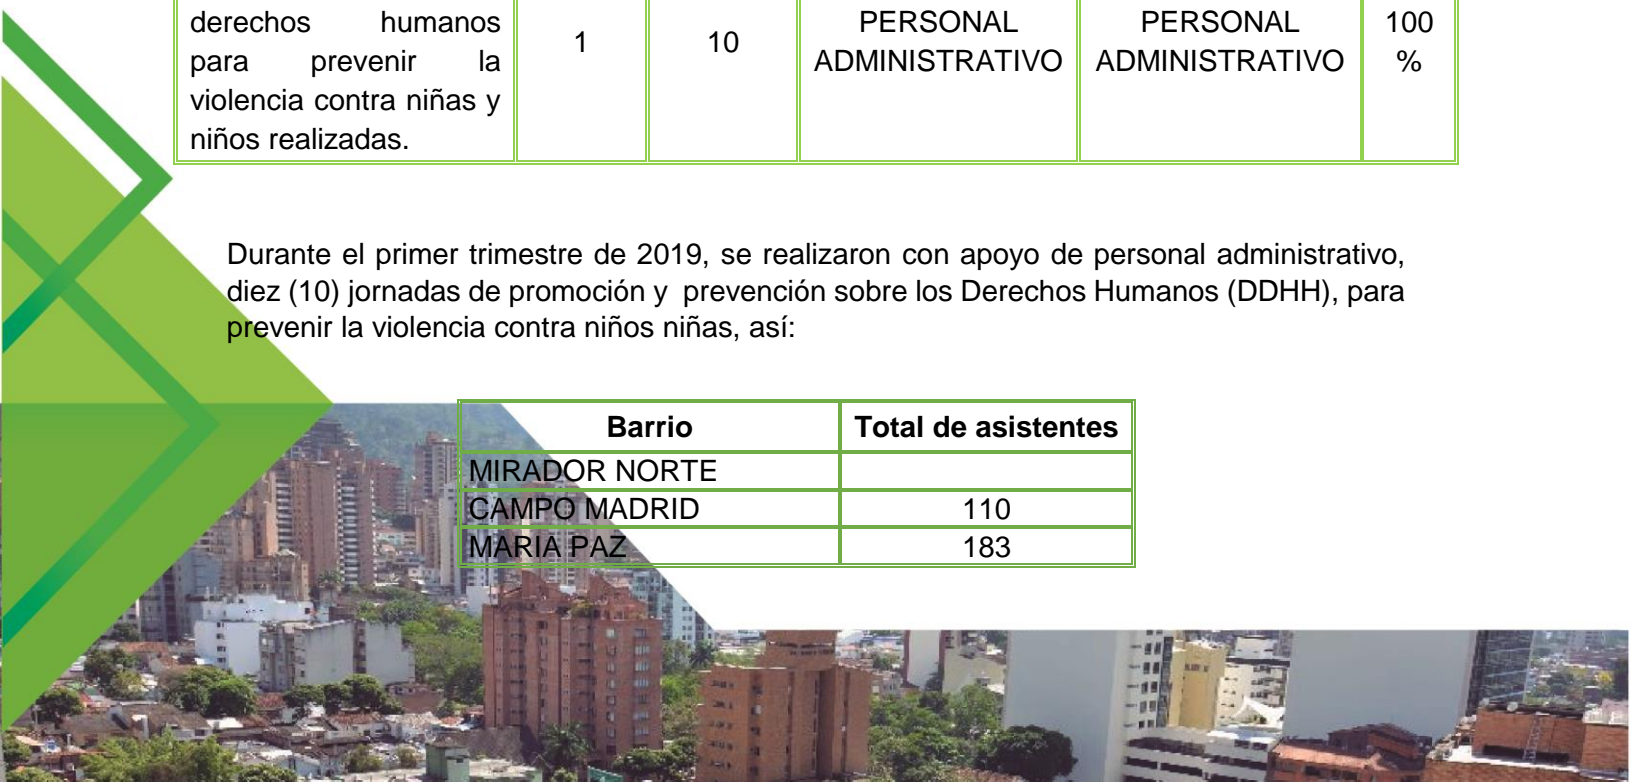 derechos humanos
para prevenir la
violencia contra niñas y
niños realizadas.
1
10
PERSONAL
ADMINISTRATIVO
PERSONAL
ADMINISTRATIVO
100
%
Durante el primer trimestre de 2019, se realizaron con apoyo de personal administrativo,
diez (10) jornadas de promoción y  prevención sobre los Derechos Humanos (DDHH), para
prevenir la violencia contra niños niñas, así:
Barrio Total de asistentes
MIRADOR NORTE
CAMPO MADRID 110
MARIA PAZ 183